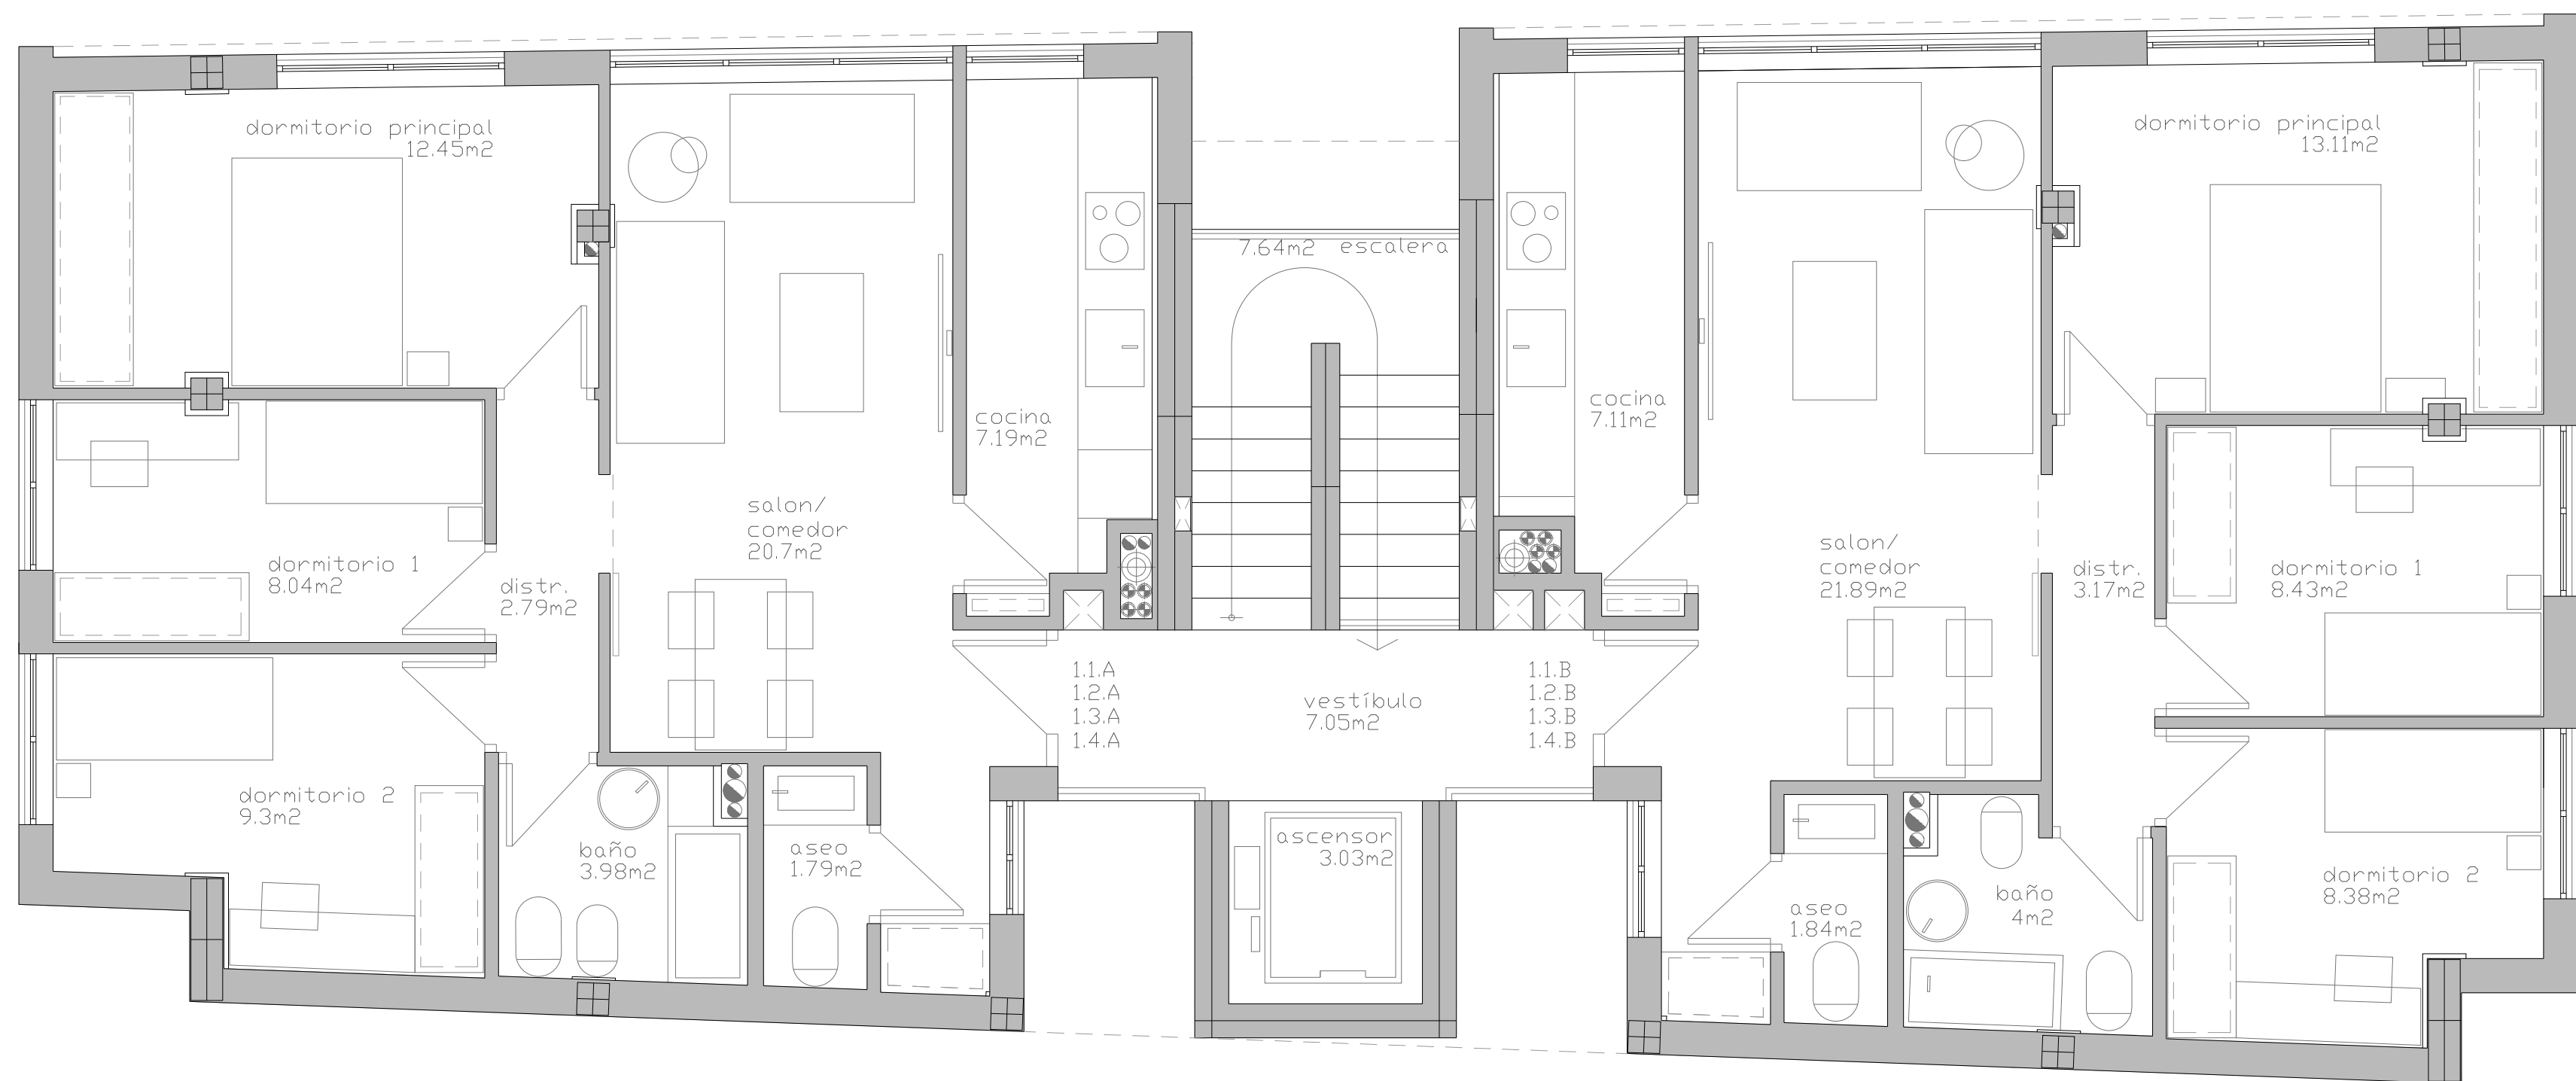 dormitorio principal
12.45m2
dormitorio 1
8.04m2
dormitorio 2
9.3m2
distr.
2.79m2
baño
3.98m2
aseo
1.79m2
salon/
comedor
20.7m2
cocina
7.19m2
7.64m2 escalera
1.1.A
1.2.A
1.3.A
1.4.A
vestíbulo
7.05m2
1.1.B
1.2.B
1.3.B
1.4.B
ascensor
3.03m2
cocina
7.11m2
salon/
comedor
21.89m2
aseo
1.84m2
baño
4m2
distr.
3.17m2
dormitorio principal
13.11m2
dormitorio 1
8.43m2
dormitorio 2
8.38m2